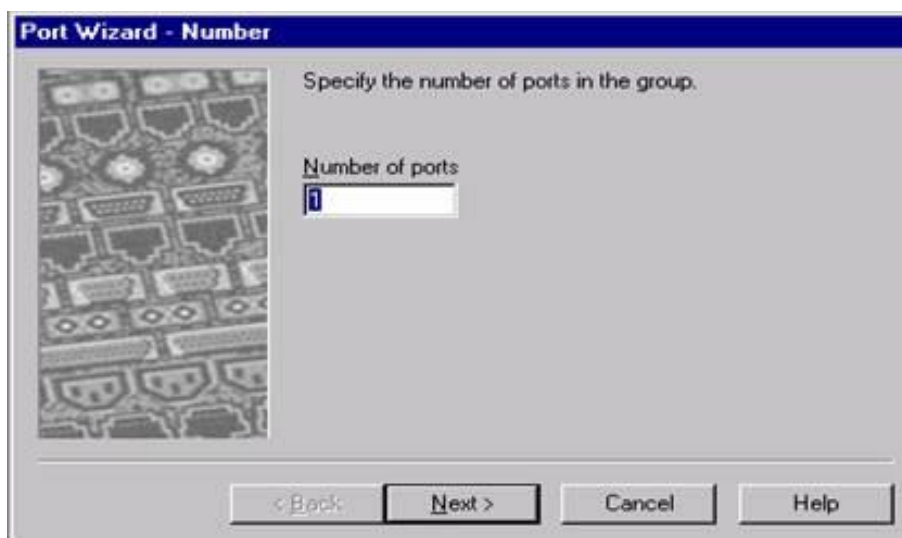 Port Wizard - Number
Specify the number of ports in the group.
Number of ports
1
< Back
Next >
Cancel
Help